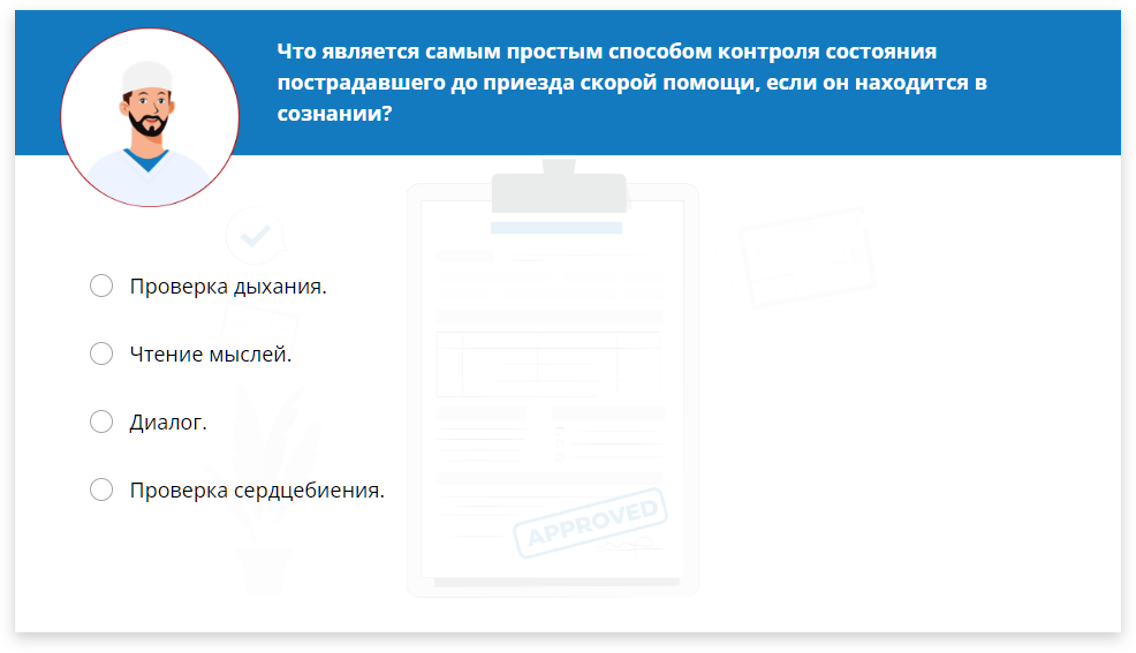 Что является самым простым способом контроля состояния
пострадавшего до приезда скорой помощи, если он находится в
сознании?
Проверка дыхания.
Чтение мыслей.
Диалог.
Проверка сердцебиения.
APPROVED